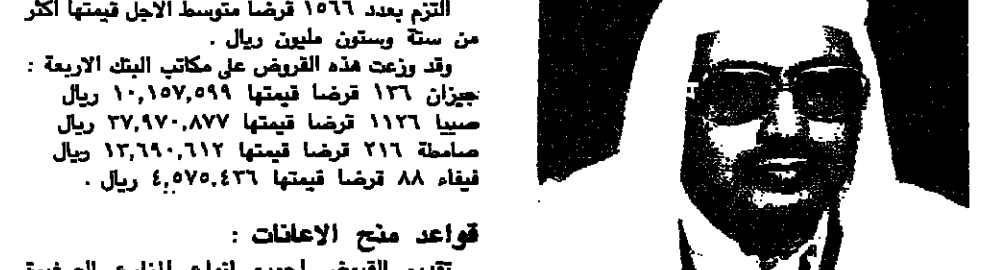 التزم بعدد ١٥٦٦ قرضا متوسط الاجل قيمتها اكثر
من ستة وستون مليون ريال .
وقد وزعت هذه القروض على مكاتب البنك الاربعة :
جيزان ١٣٦ قرضا قيمتها ١٠,١٥٧,٥٩٩ ريال
صبيا ١١٢٦ قرضا قيمتها ٣٧,٩٧٠,٨٧٧ ريال
صامطة ٢١٦ قرضا قيمتها ١٣,٦٩٠,٦١٢ ريال
فيفاء ٨٨ قرضا قيمتها ٤,٥٧٥,٤٣٦ ريال .
قواعد منح الاعانات :